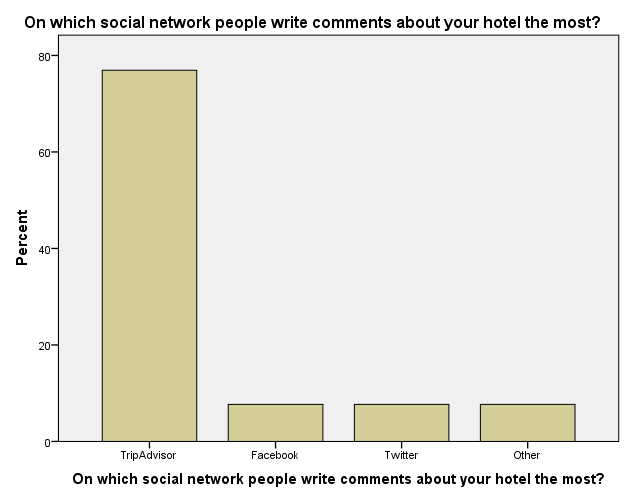 On which social network people write comments about your hotel the most?
80
60
40
20
0
Percent
TripAdvisor Facebook Twitter Other
On which social network people write comments about your hotel the most?